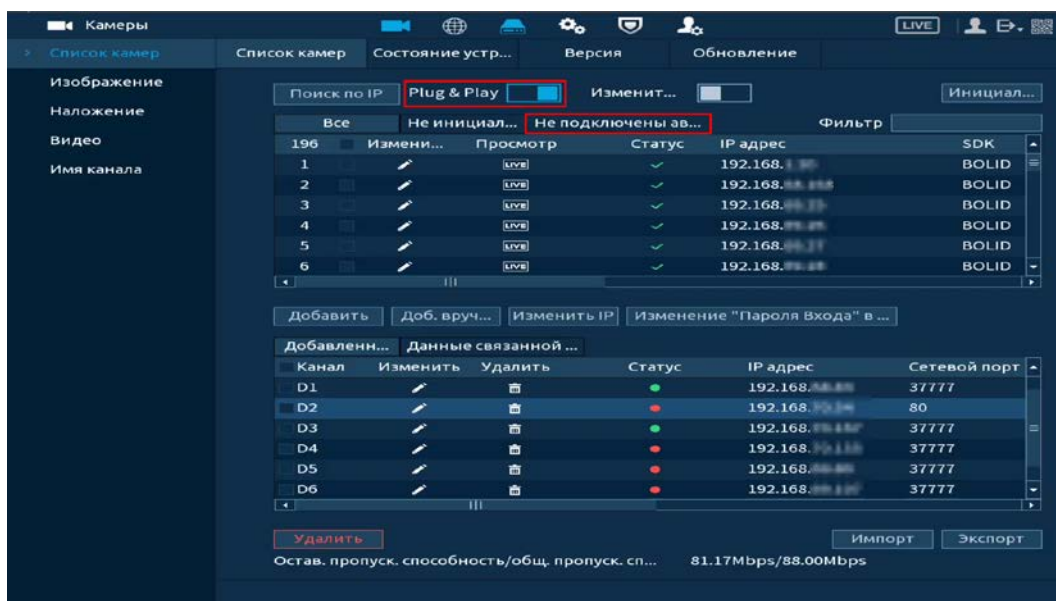 Камеры LIVE
Список камер Список камер Состояние устр... Версия Обновление
Изображение
Наложение
Видео
Имя канала
Поиск по IP Plug & Play Изменит... Инициал...
Все Не инициал... Не подключены ав... Фильтр
196 Измени... Просмотр Статус IP адрес SDK
1 LIVE 192.168. BOLID
2 LIVE 192.168. BOLID
3 LIVE 192.168. BOLID
4 LIVE 192.168. BOLID
5 LIVE 192.168. BOLID
6 LIVE 192.168. BOLID
Добавить Доб. вруч... Изменить IP Изменение "Пароля Входа" в ...
Добавленн... Данные связанной ...
Канал Изменить Удалить Статус IP адрес Сетевой порт
D1 192.168. 37777
D2 192.168. 80
D3 192.168. 37777
D4 192.168. 37777
D5 192.168. 37777
D6 192.168. 37777
Удалить Импорт Экспорт
Остав. пропуск. способность/общ. пропуск. сп... 81.17Mbps/88.00Mbps